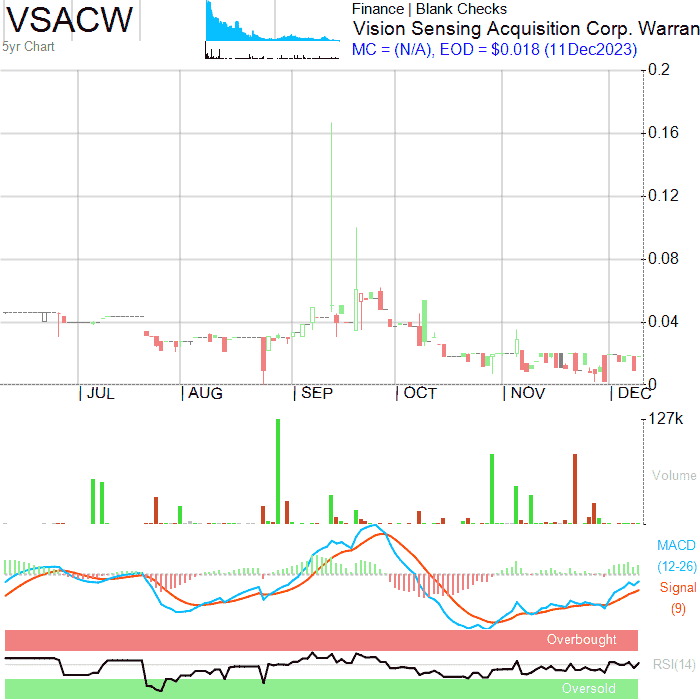 VSACW
5yr Chart
Finance | Blank Checks
Vision Sensing Acquisition Corp. Warran
MC = (N/A), EOD = $0.018 (11Dec2023)
0.2
0.16
0.12
0.08
0.04
0
JUL AUG SEP OCT NOV DEC
127k
Volume
MACD
(12-26)
Signal
(9)
Overbought
RSI(14)
Oversold